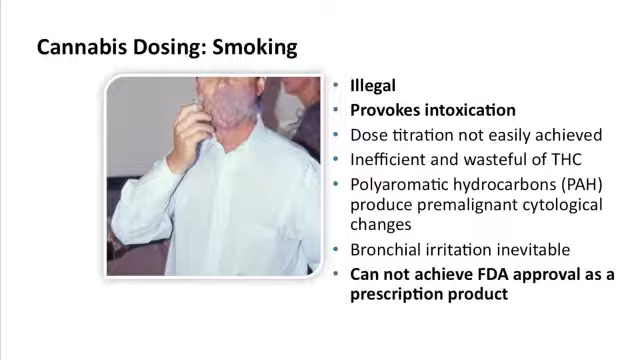 Cannabis Dosing: Smoking
• Illegal
• Provokes intoxication
• Dose titration not easily achieved
• Inefficient and wasteful of THC
• Polyaromatic hydrocarbons (PAH)
produce premalignant cytological
changes
• Bronchial irritation inevitable
• Can not achieve FDA approval as a
prescription product